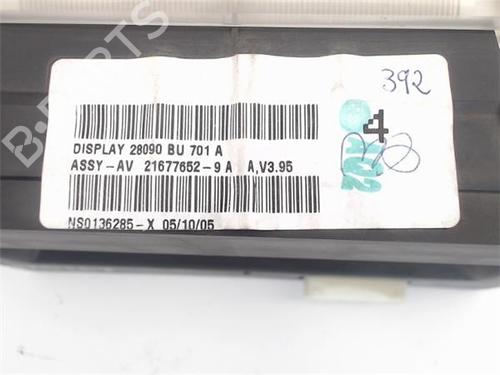 B-PARTS
392
4
DISPLAY 28090 BU 701 A
ASSY-AV 21677652-9 A A,V3.95
NS0136285-X 05/10/05